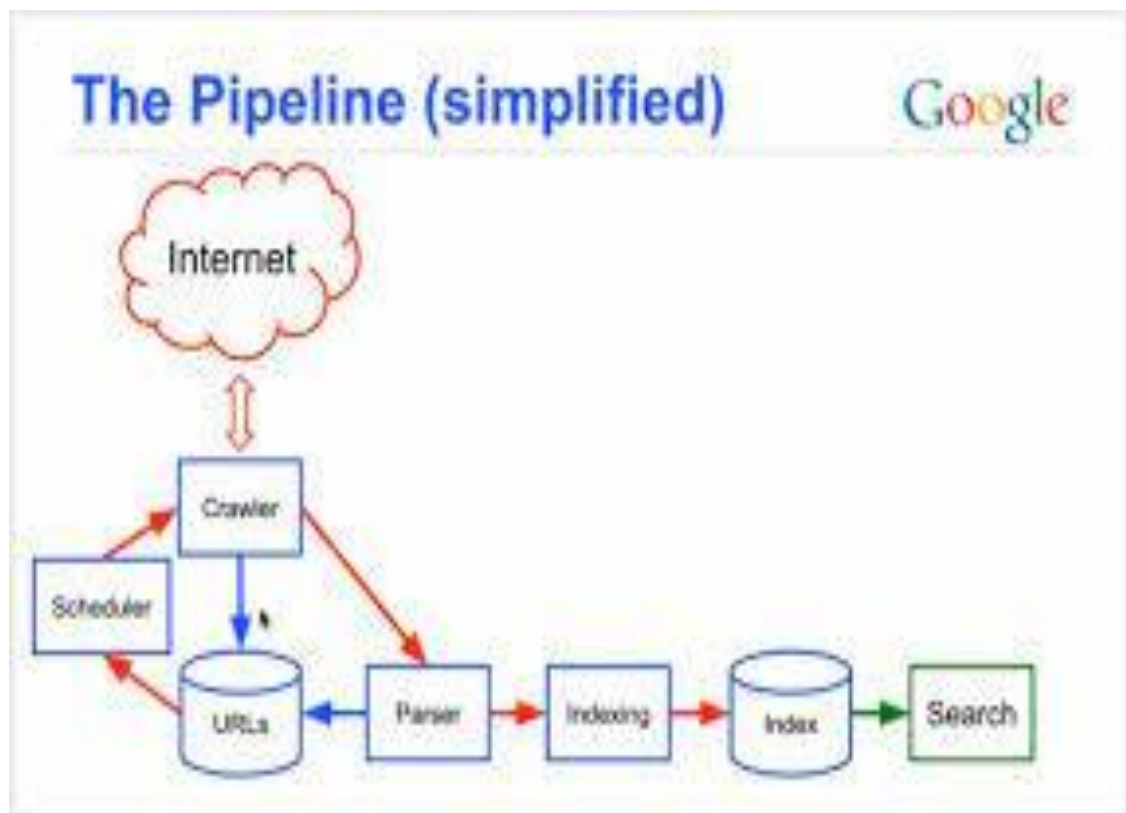 The Pipeline (simplified)
Google
Internet
Crawler
Scheduler
URLs
Parser
Indexing
Index
Search